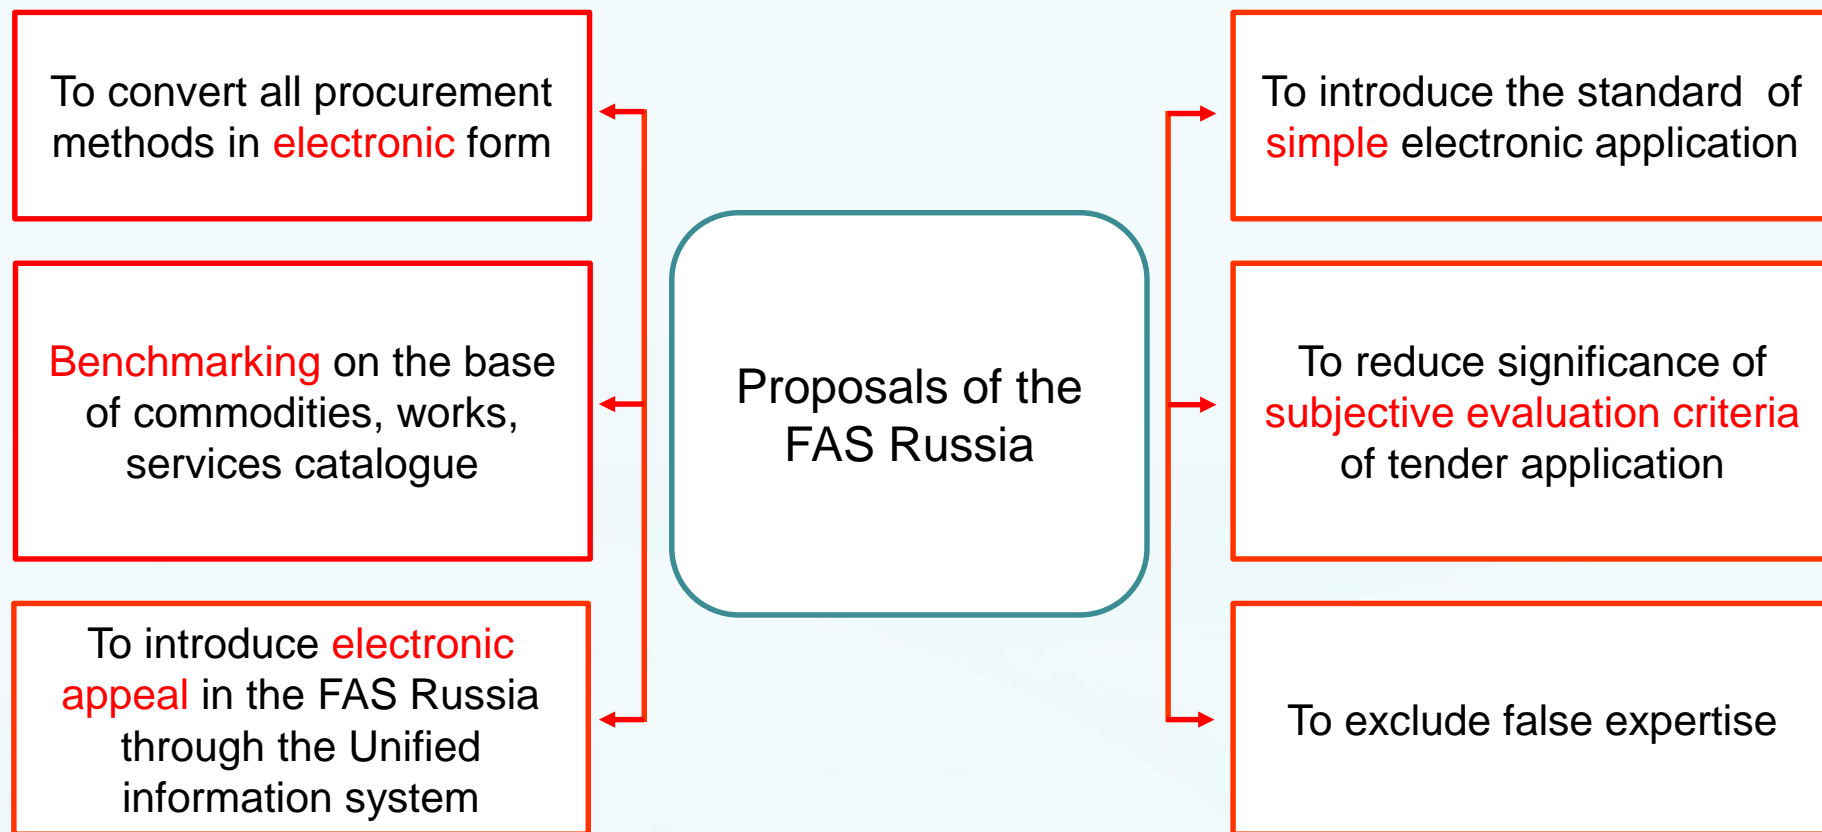 To convert all procurement
methods in electronic form
Benchmarking on the base
of commodities, works,
services catalogue
To introduce electronic
appeal in the FAS Russia
through the Unified
information system
Proposals of the
FAS Russia
To introduce the standard of
simple electronic application
To reduce significance of
subjective evaluation criteria
of tender application
To exclude false expertise